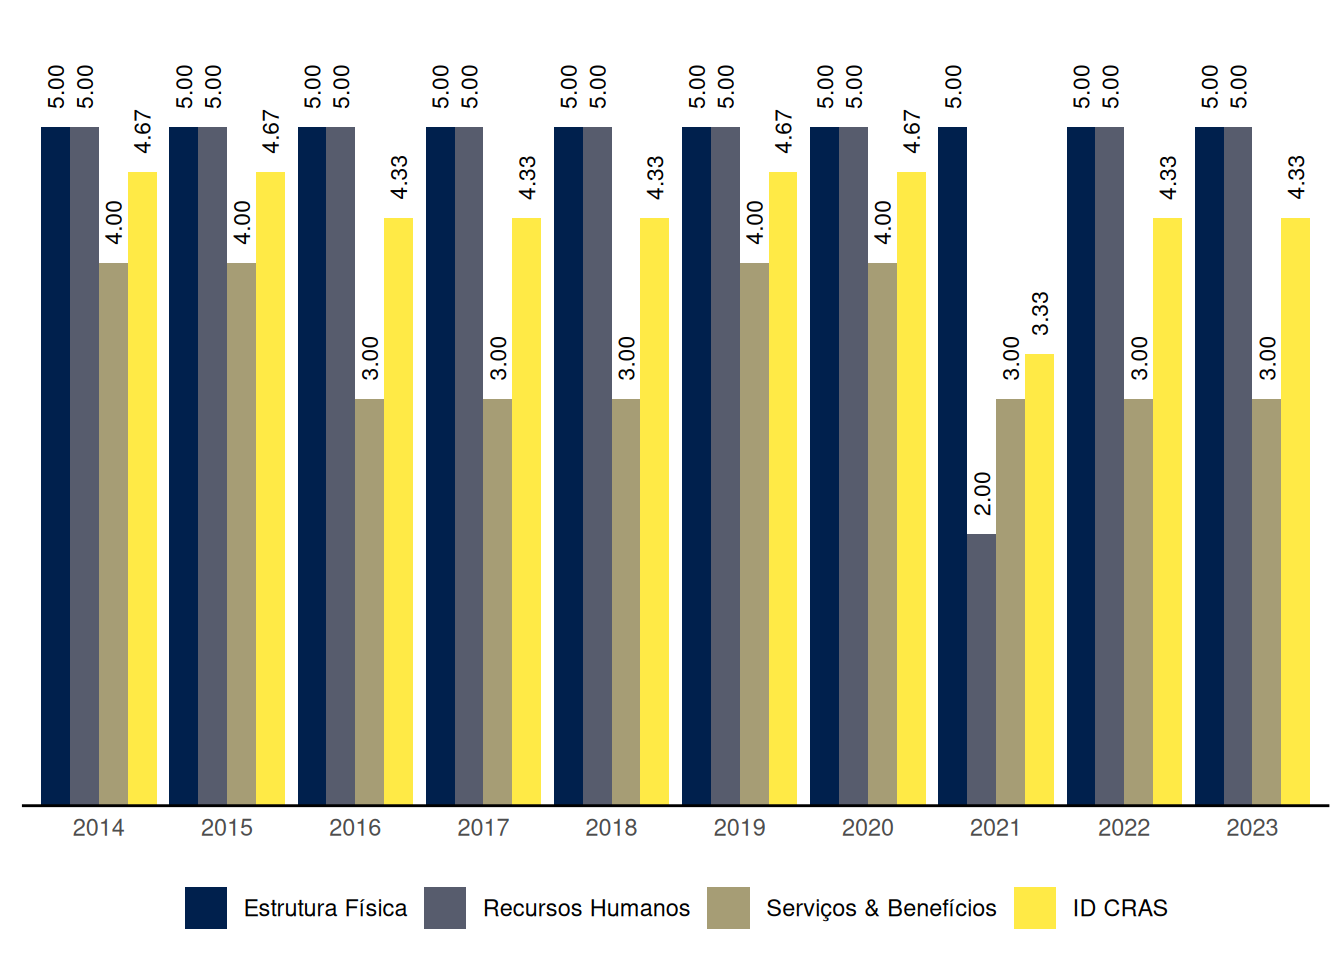 5.00 5.00 4.00 4.67 5.00 5.00 4.00 4.67 5.00 5.00 3.00 4.33 5.00 5.00 3.00 4.33 5.00 5.00 3.00 4.33 5.00 5.00 4.00 4.67 5.00 5.00 4.00 4.67 5.00 2.00 3.00 3.33 5.00 5.00 3.00 4.33 5.00 5.00 3.00 4.33
2014 2015 2016 2017 2018 2019 2020 2021 2022 2023
Estrutura Física Recursos Humanos Serviços & Benefícios ID CRAS